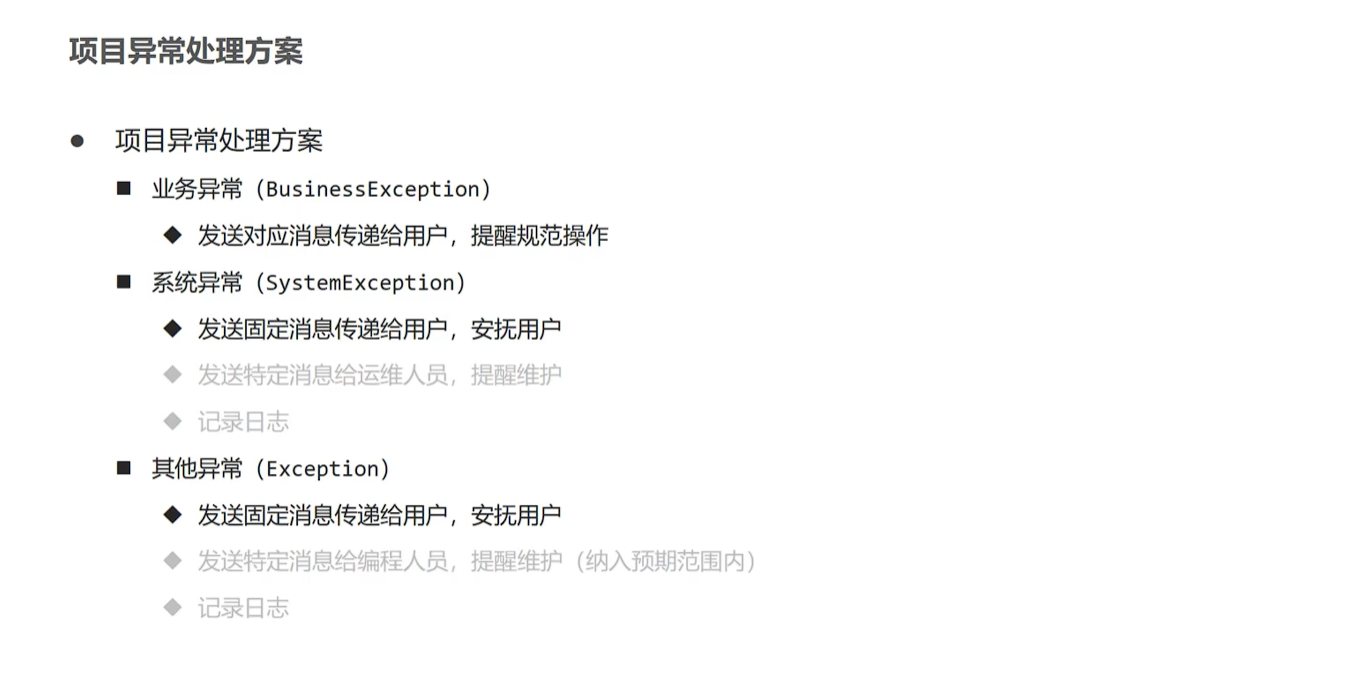 项目异常处理方案
● 项目异常处理方案
■ 业务异常（BusinessException）
◆ 发送对应消息传递给用户，提醒规范操作
■ 系统异常（SystemException）
◆ 发送固定消息传递给用户，安抚用户
◆ 发送特定消息给运维人员，提醒维护
◆ 记录日志
■ 其他异常（Exception）
◆ 发送固定消息传递给用户，安抚用户
◆ 发送特定消息给编程人员，提醒维护（纳入预期范围内）
◆ 记录日志